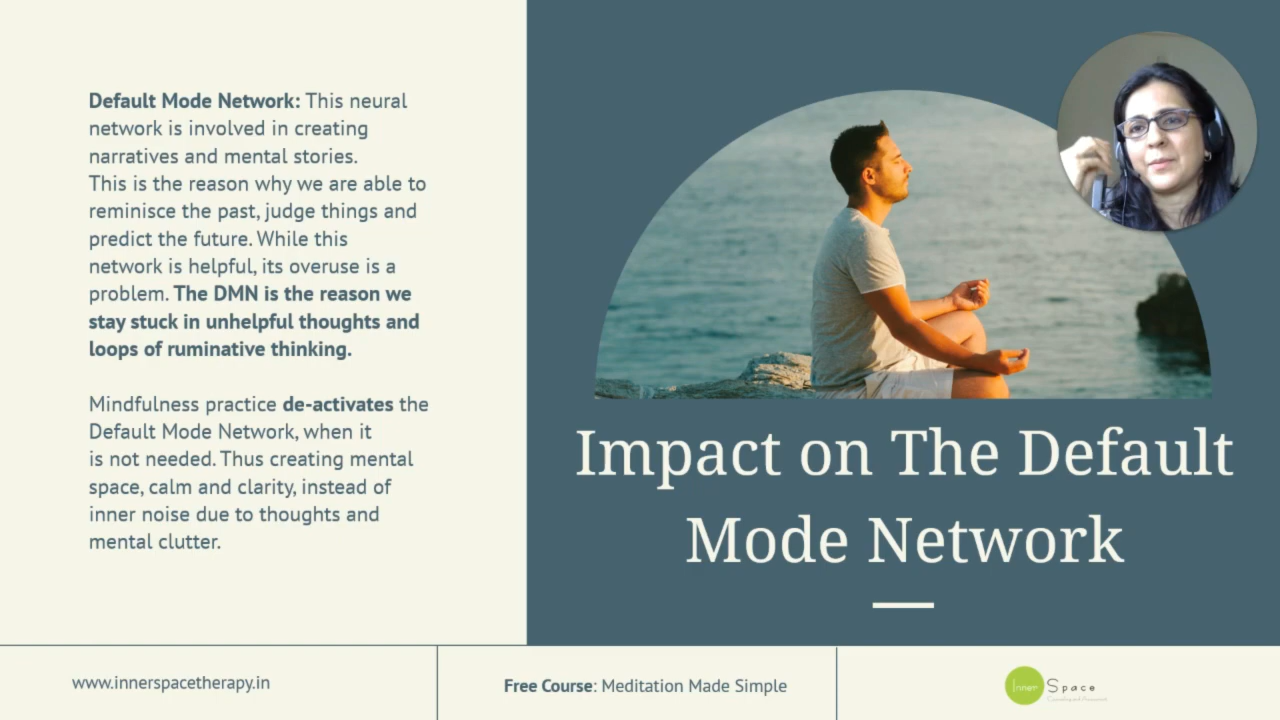 Default Mode Network: This neural
network is involved in creating
narratives and mental stories.
This is the reason why we are able to
reminisce the past, judge things and
predict the future. While this
network is helpful, its overuse is a
problem. The DMN is the reason we
stay stuck in unhelpful thoughts and
loops of ruminative thinking.
Mindfulness practice de-activates the
Default Mode Network, when it
is not needed. Thus creating mental
space, calm and clarity, instead of
inner noise due to thoughts and
mental clutter.
Impact on The Default
Mode Network
www.innerspacetherapy.in
Free Course: Meditation Made Simple
Inner Space